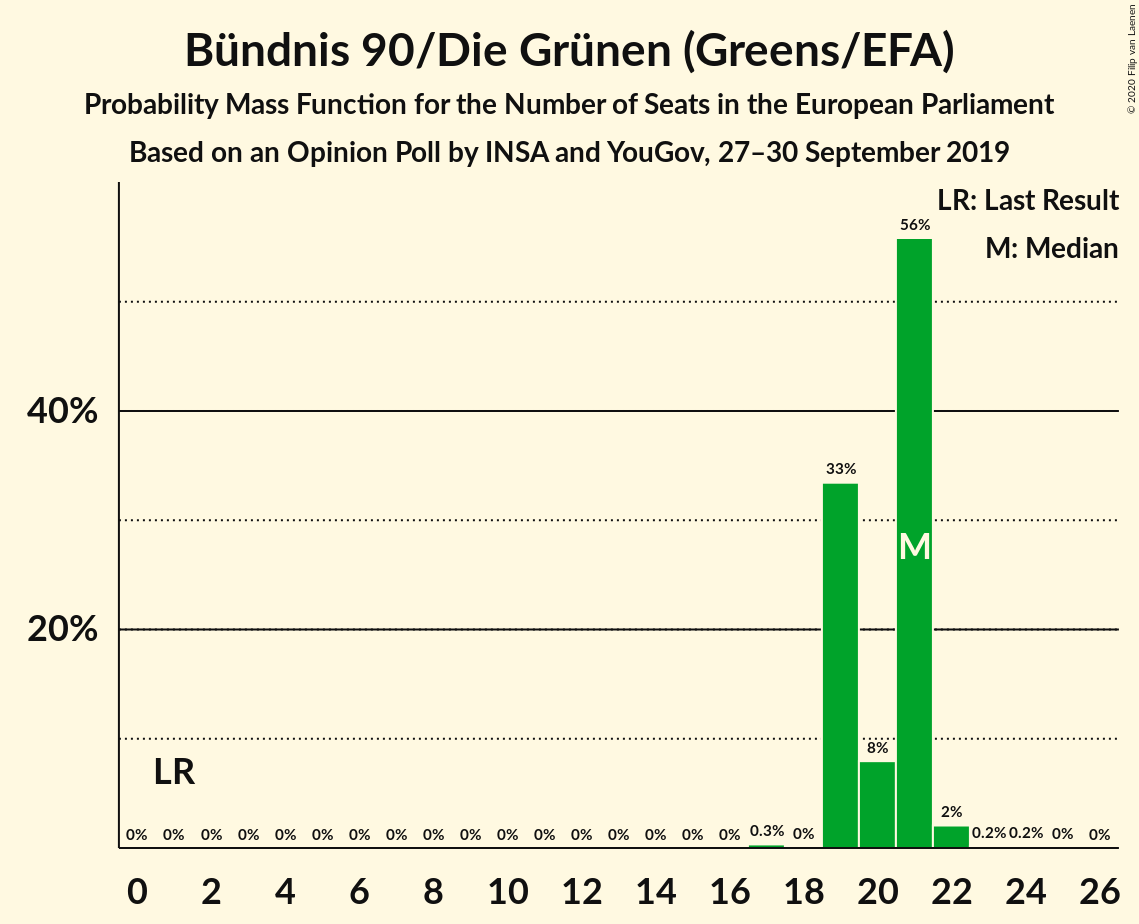 Bündnis 90/Die Grünen (Greens/EFA)
Probability Mass Function for the Number of Seats in the European Parliament
Based on an Opinion Poll by INSA and YouGov, 27–30 September 2019
© 2020 Filip van Laenen
LR: Last Result
M: Median
56%
40%
33%
M
20%
8%
LR
2%
0% 0% 0% 0% 0% 0% 0% 0% 0% 0% 0% 0% 0% 0% 0% 0% 0% 0.3% 0% 0.2% 0.2% 0% 0%
0 2 4 6 8 10 12 14 16 18 20 22 24 26